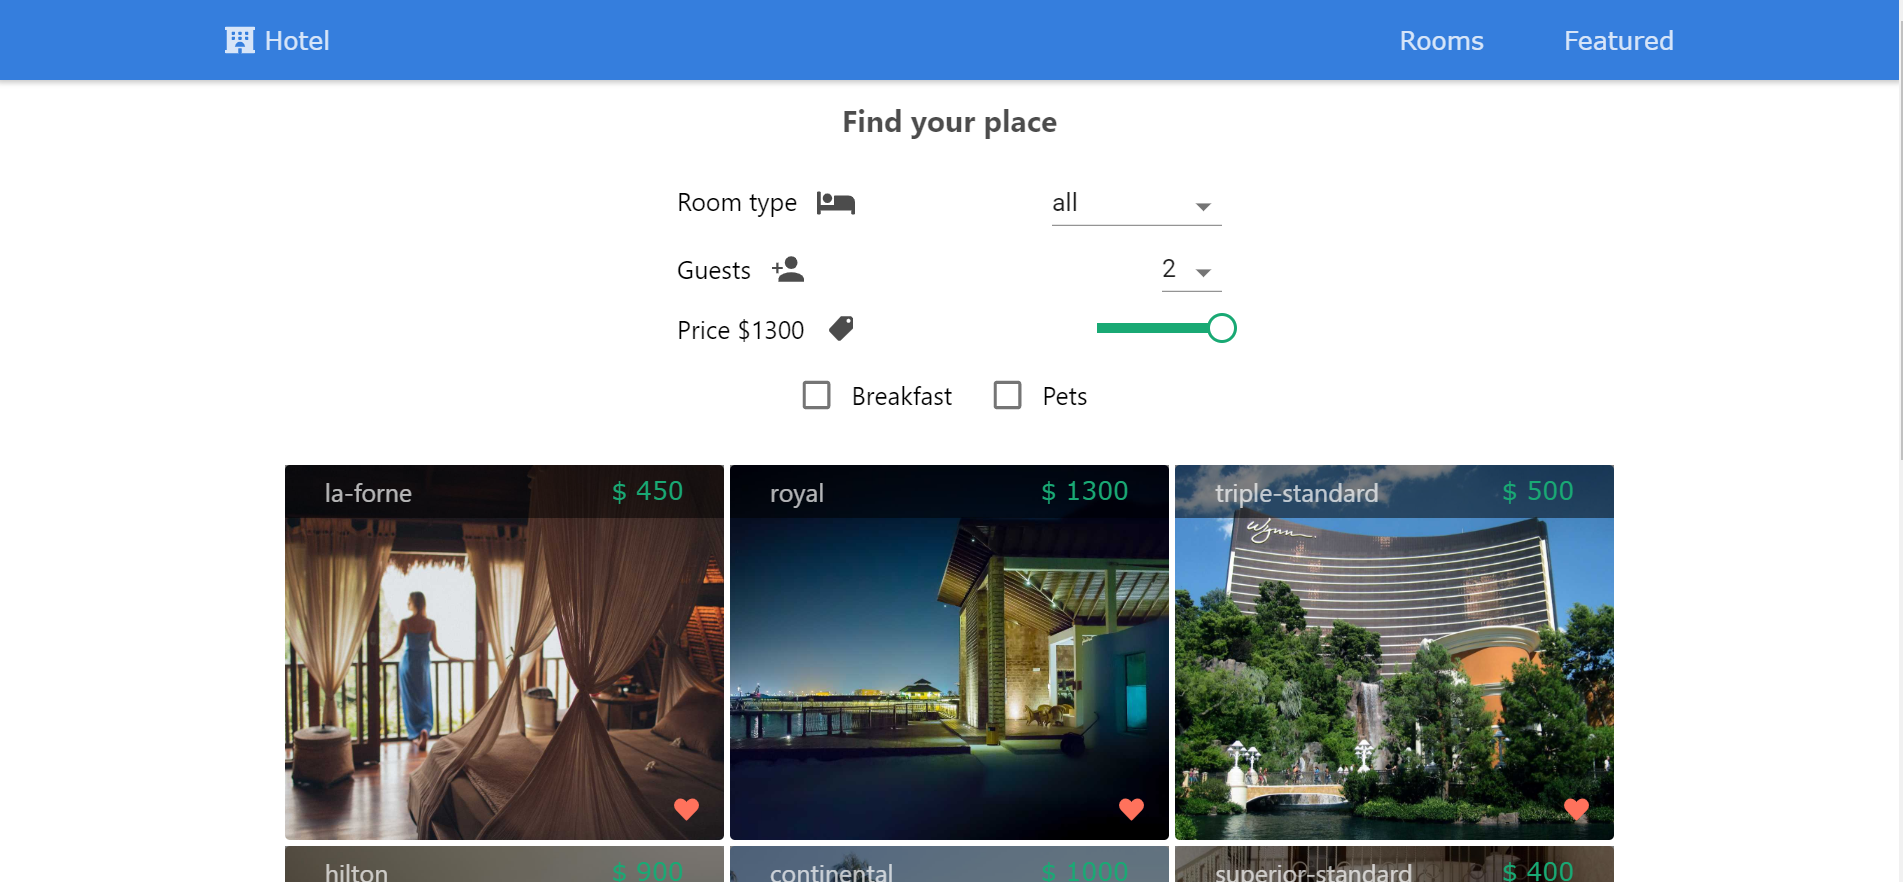 Hotel Rooms Featured
Find your place
Room type all
Guests 2
Price $1300
Breakfast Pets
la-forne $ 450
royal $ 1300
triple-standard $ 500
Wynn.
hilton $ 900
continental $ 1000
superior-standard $ 400